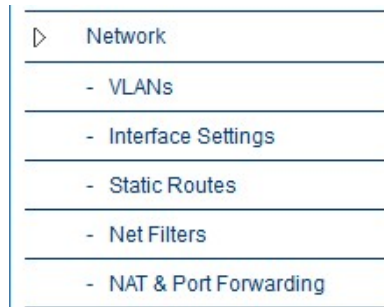 Network
- VLANs
- Interface Settings
- Static Routes
- Net Filters
- NAT & Port Forwarding